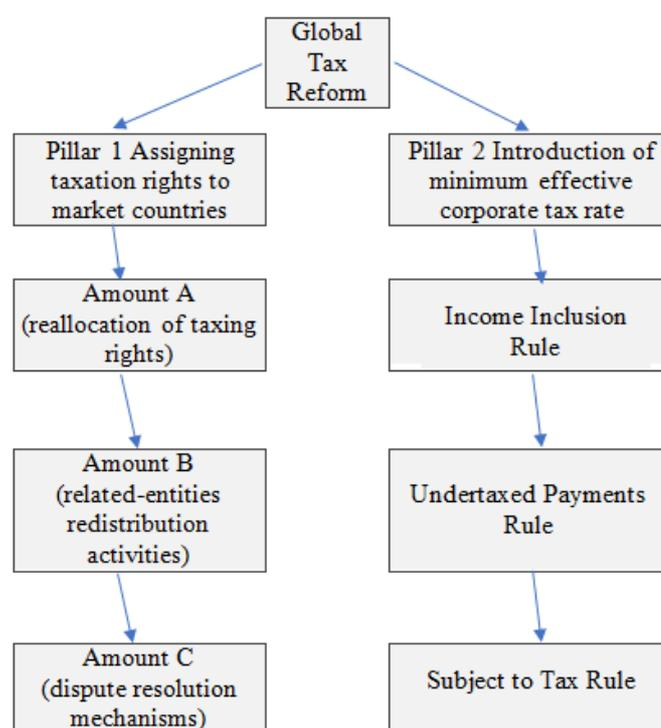 Global
Tax
Reform
Pillar 1 Assigning
taxation rights to
market countries
Pillar 2 Introduction of
minimum effective
corporate tax rate
Amount A
(reallocation of taxing
rights)
Income Inclusion
Rule
Amount B
(related-entities
redistribution
activities)
Undertaxed Payments
Rule
Amount C
(dispute resolution
mechanisms)
Subject to Tax Rule